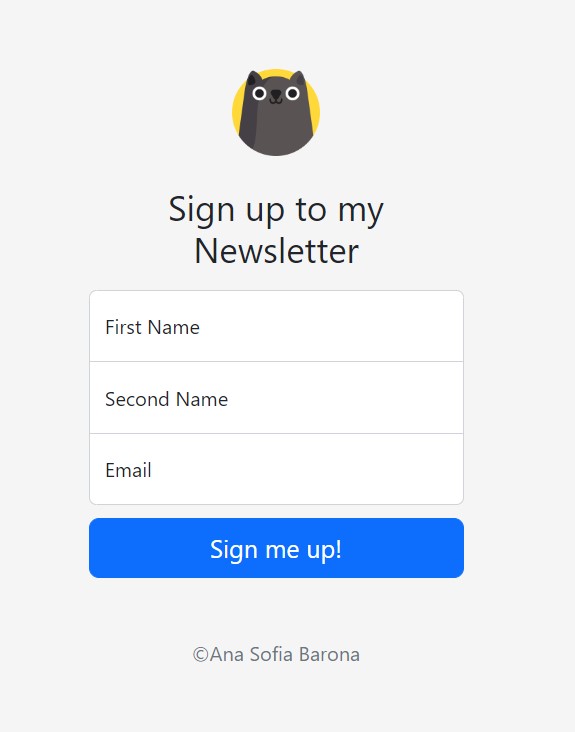 Sign up to my
Newsletter
First Name
Second Name
Email
Sign me up!
©Ana Sofia Barona